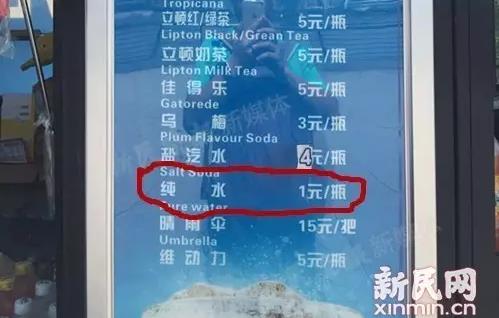 Tropicana
立顿红/绿茶 5元/瓶
Lipton Black/Grean Tea
立顿奶茶 5元/瓶
Lipton Milk Tea
佳得乐 5元/瓶
Gatorede
乌梅 3元/瓶
Plum Flavour Soda
盐汽水 4元/瓶
Salt Soda
纯水 1元/瓶
Pure water
晴雨伞 15元/把
Umbrella
维动力 5元/瓶
新民网
xinmin.cn